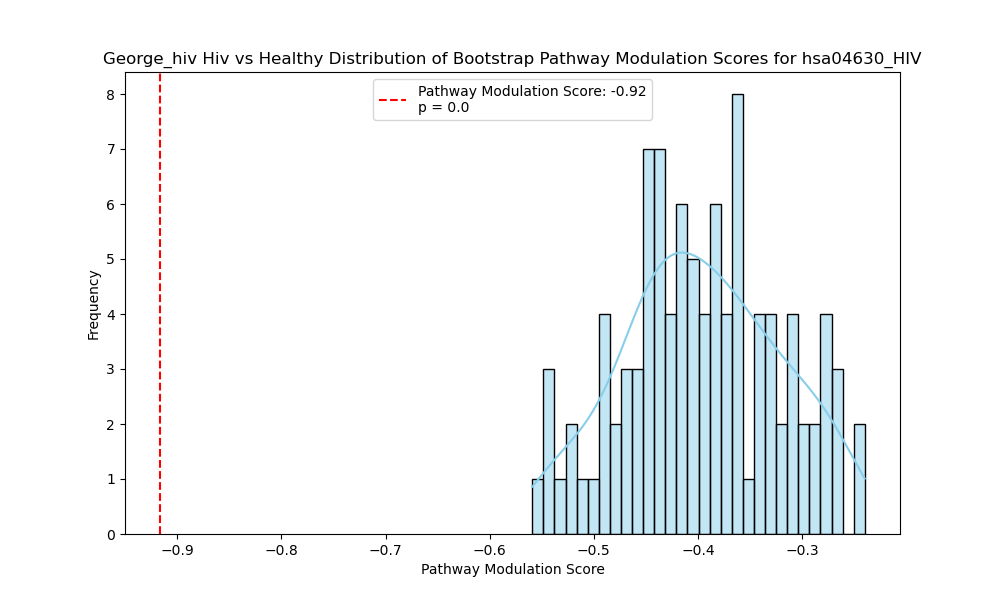 George_hiv Hiv vs Healthy Distribution of Bootstrap Pathway Modulation Scores for hsa04630_HIV
Pathway Modulation Score: -0.92
p = 0.0
8
7
6
5
4
3
2
1
0
Frequency
−0.9 −0.8 −0.7 −0.6 −0.5 −0.4 −0.3
Pathway Modulation Score